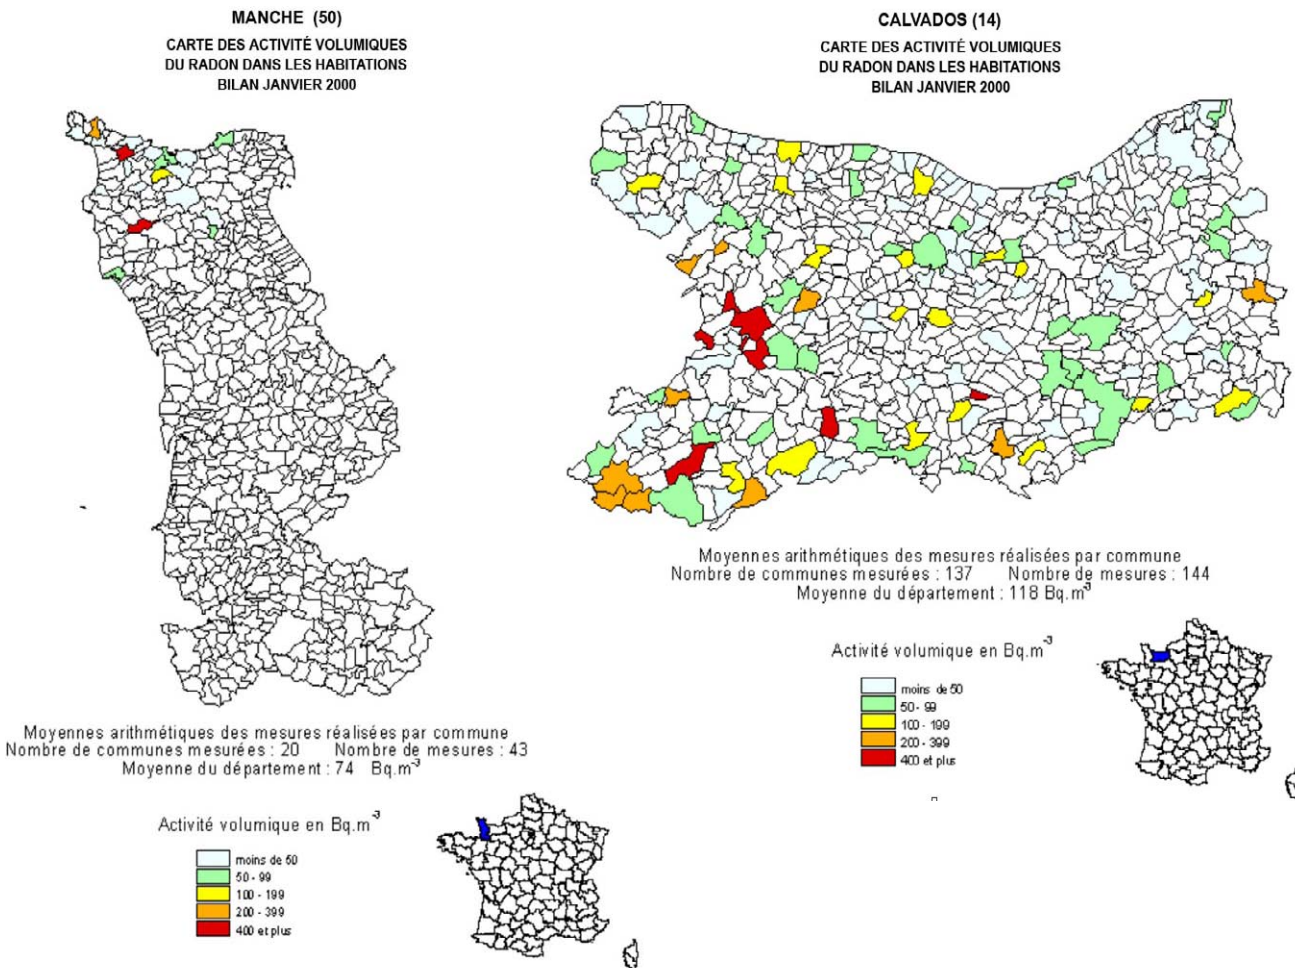 MANCHE (50)
CARTE DES ACTIVITÉ VOLUMIQUES
DU RADON DANS LES HABITATIONS
BILAN JANVIER 2000
Moyennes arithmétiques des mesures réalisées par commune
Nombre de communes mesurées : 20 Nombre de mesures : 43
Moyenne du département : 74 Bq.m-3
Activité volumique en Bq.m-3
moins de 50
50 - 99
100 - 199
200 - 399
400 et plus
CALVADOS (14)
CARTE DES ACTIVITÉ VOLUMIQUES
DU RADON DANS LES HABITATIONS
BILAN JANVIER 2000
Moyennes arithmétiques des mesures réalisées par commune
Nombre de communes mesurées : 137 Nombre de mesures : 144
Moyenne du département : 118 Bq.m-3
Activité volumique en Bq.m-3
moins de 50
50 - 99
100 - 199
200 - 399
400 et plus